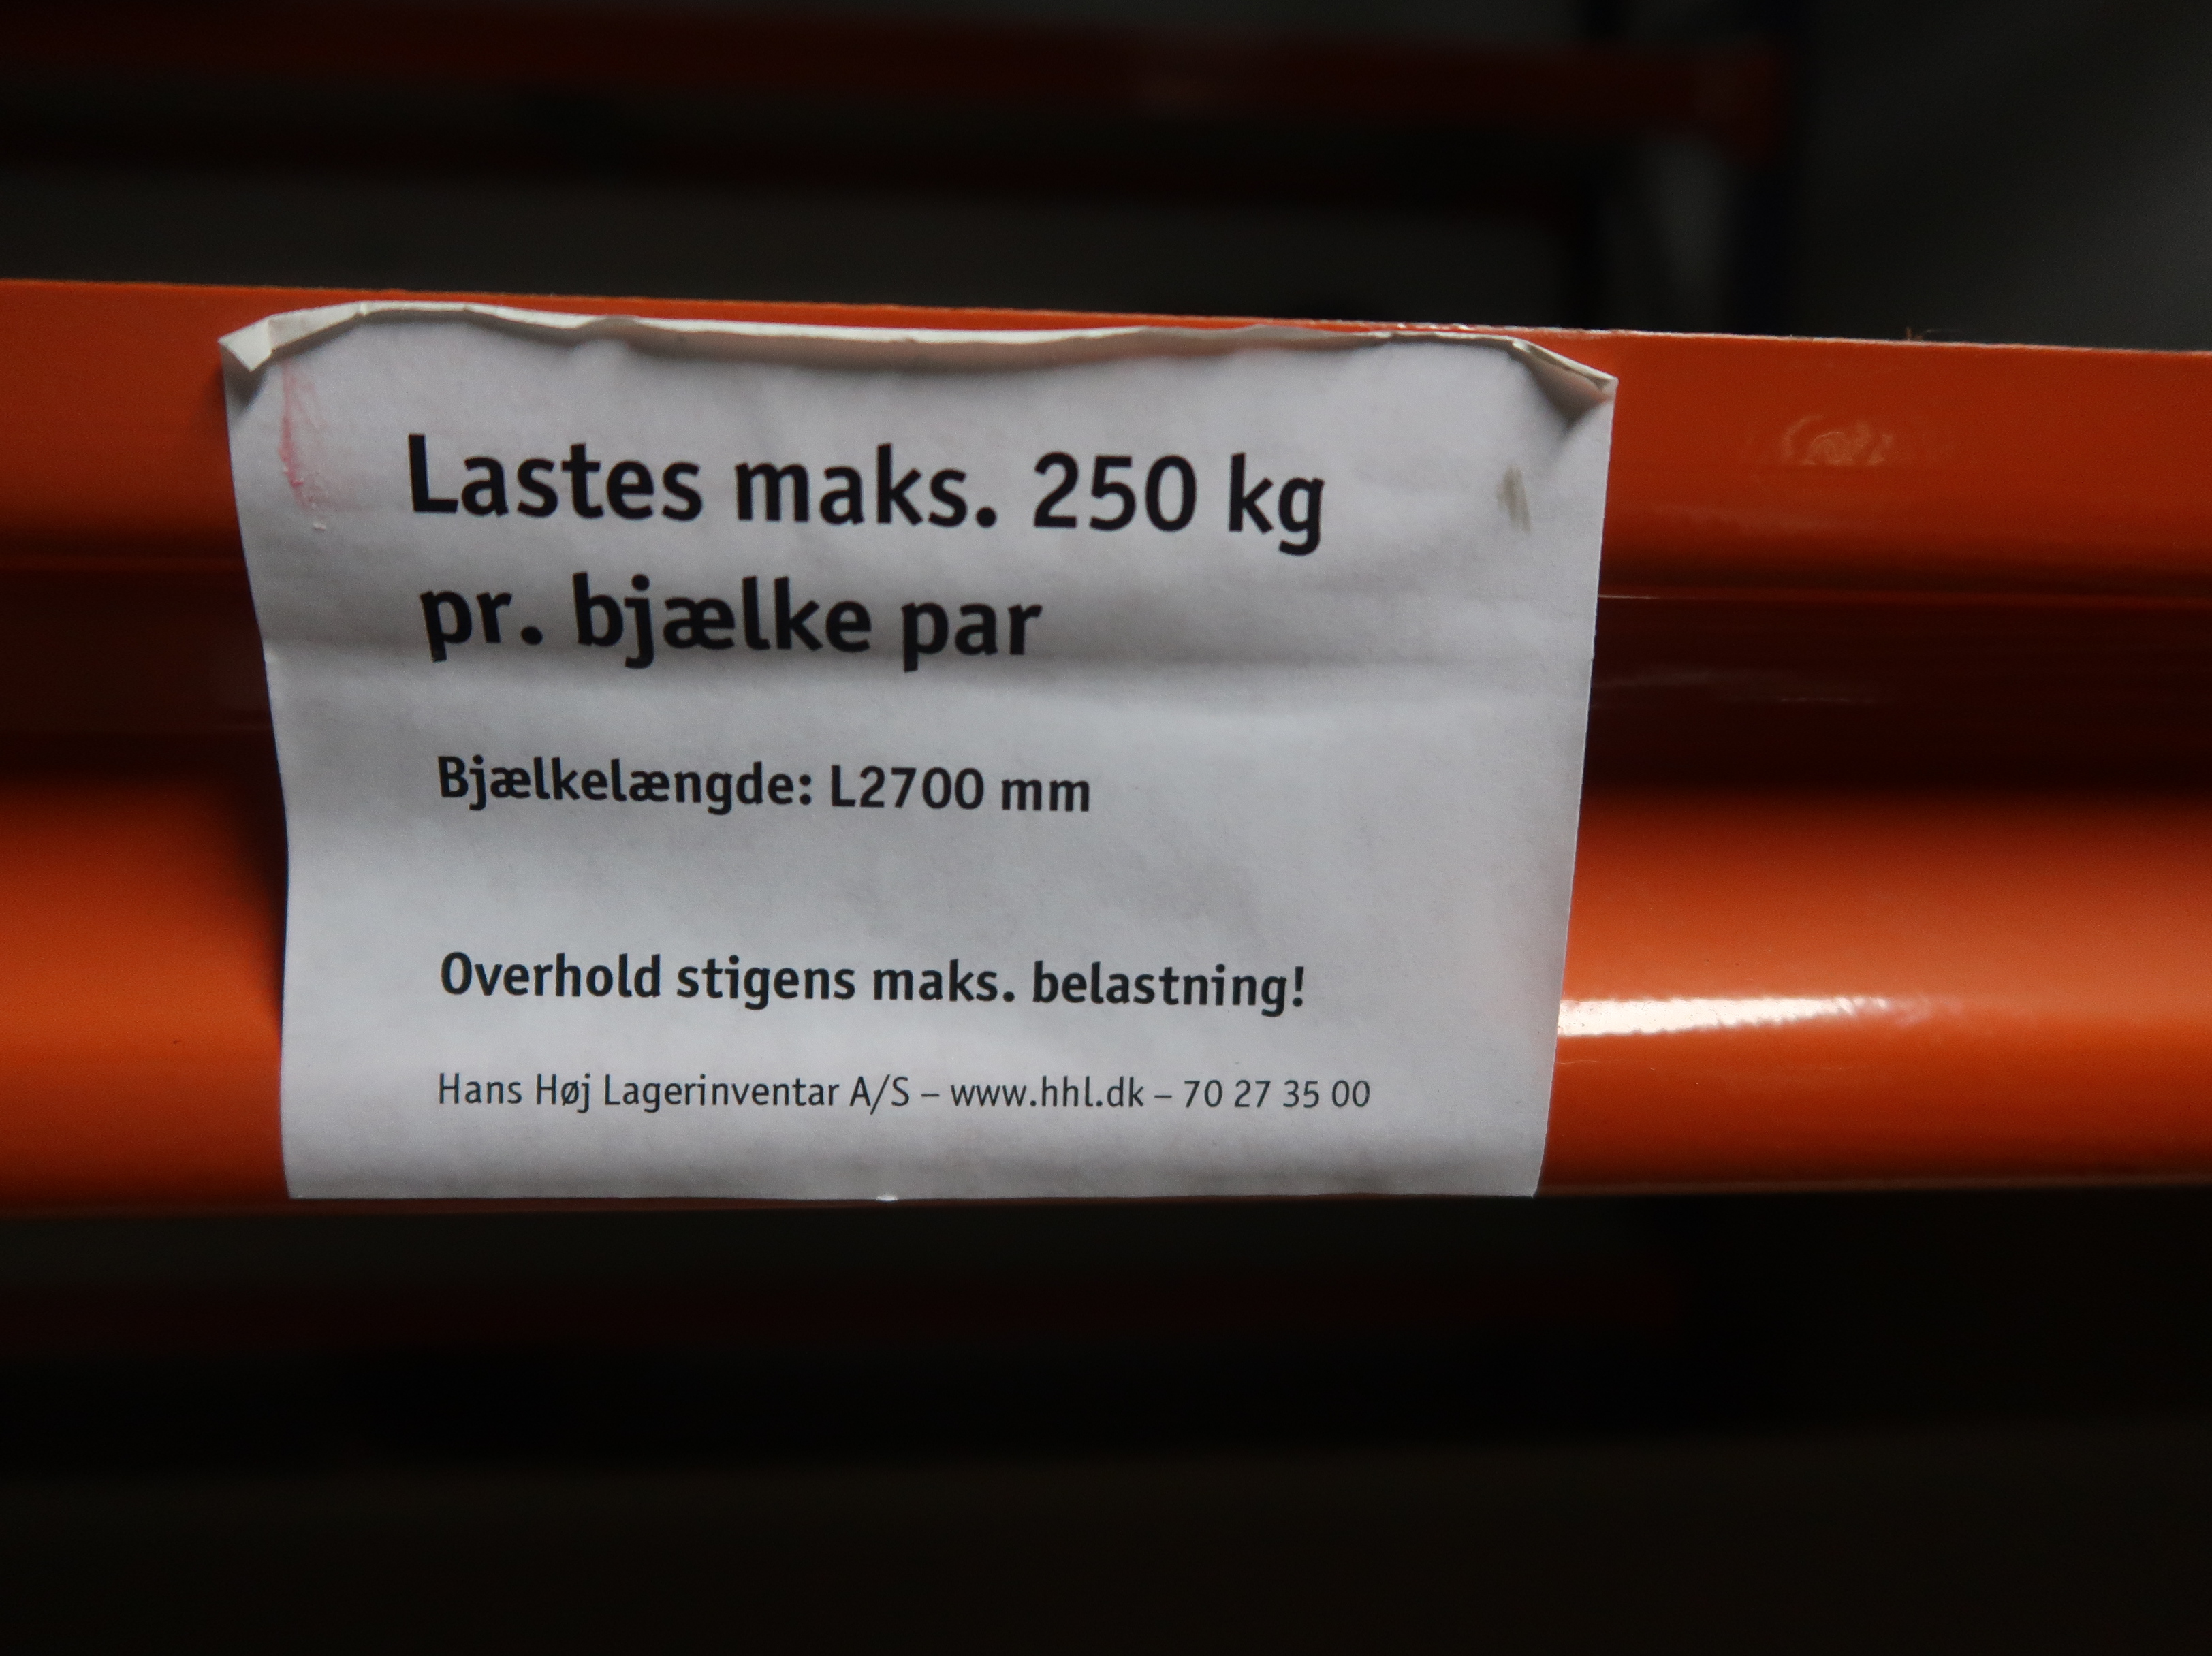 Lastes maks. 250 kg
pr. bjælke par
Bjælkelængde: L2700 mm
Overhold stigens maks. belastning!
Hans Høj Lagerinventar A/S – www.hhl.dk – 70 27 35 00